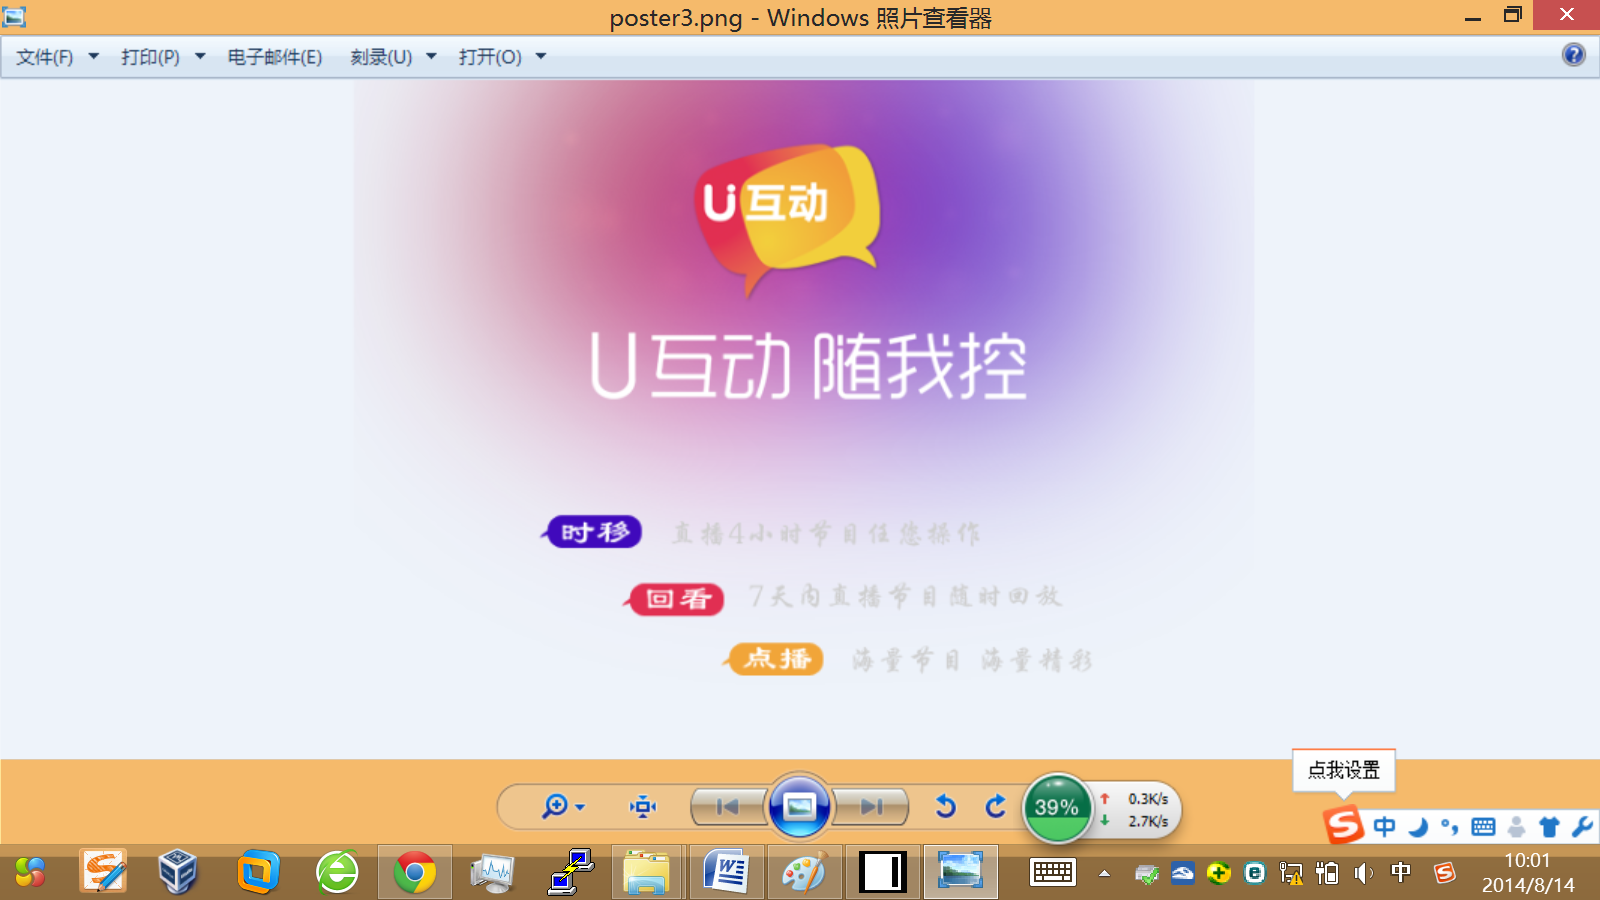 poster3.png - Windows 照片查看器
文件(F) 打印(P) 电子邮件(E) 刻录(U) 打开(O)
U互动
U互动 随我控
时移 直播4小时节目任您操作
回看 7天内直播节目随时回放
点播 海量节目 海量精彩
点我设置
39% 0.3K/s
2.7K/s
中
中
10:01
2014/8/14